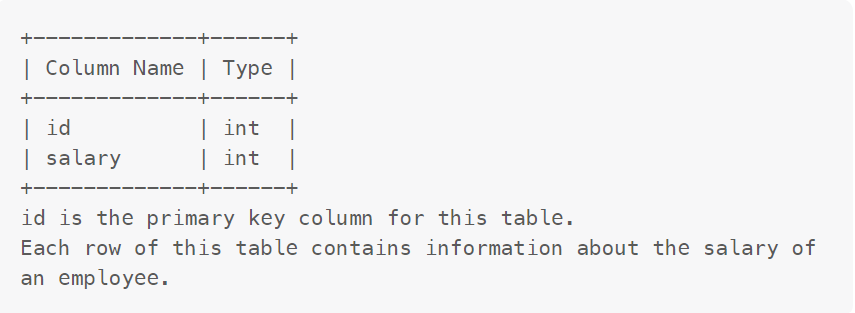 +-------------+------+
| Column Name | Type |
+-------------+------+
| id          | int  |
| salary      | int  |
+-------------+------+
id is the primary key column for this table.
Each row of this table contains information about the salary of
an employee.